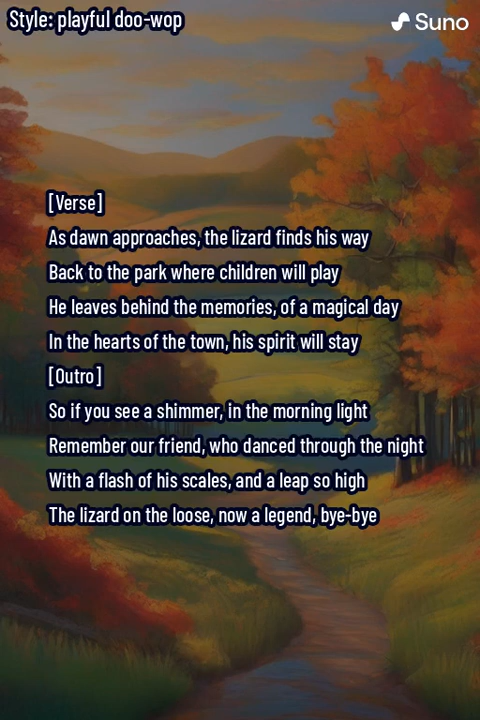 Style: playful doo-wop
Suno
[Verse]
As dawn approaches, the lizard finds his way
Back to the park where children will play
He leaves behind the memories, of a magical day
In the hearts of the town, his spirit will stay
[Outro]
So if you see a shimmer, in the morning light
Remember our friend, who danced through the night
With a flash of his scales, and a leap so high
The lizard on the loose, now a legend, bye-bye